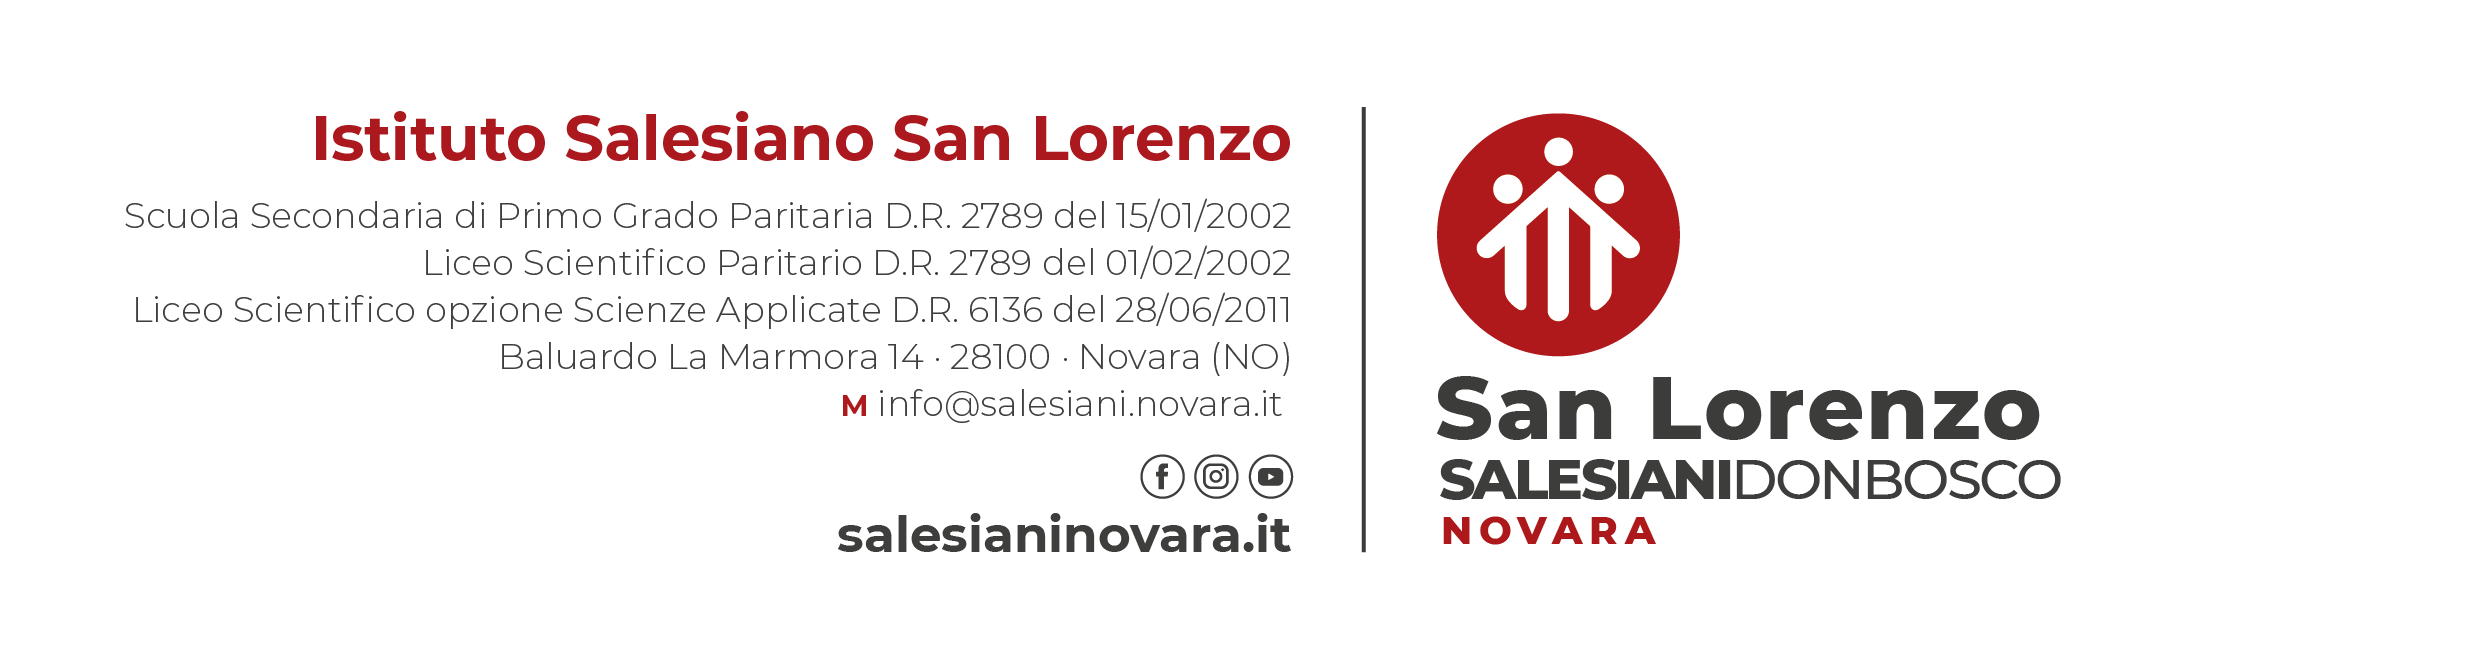 Istituto Salesiano San Lorenzo
Scuola Secondaria di Primo Grado Paritaria D.R. 2789 del 15/01/2002
Liceo Scientifico Paritario D.R. 2789 del 01/02/2002
Liceo Scientifico opzione Scienze Applicate D.R. 6136 del 28/06/2011
Baluardo La Marmora 14 · 28100 · Novara (NO)
M info@salesiani.novara.it
salesianinovara.it
San Lorenzo
SALESIANIDONBOSCO
NOVARA